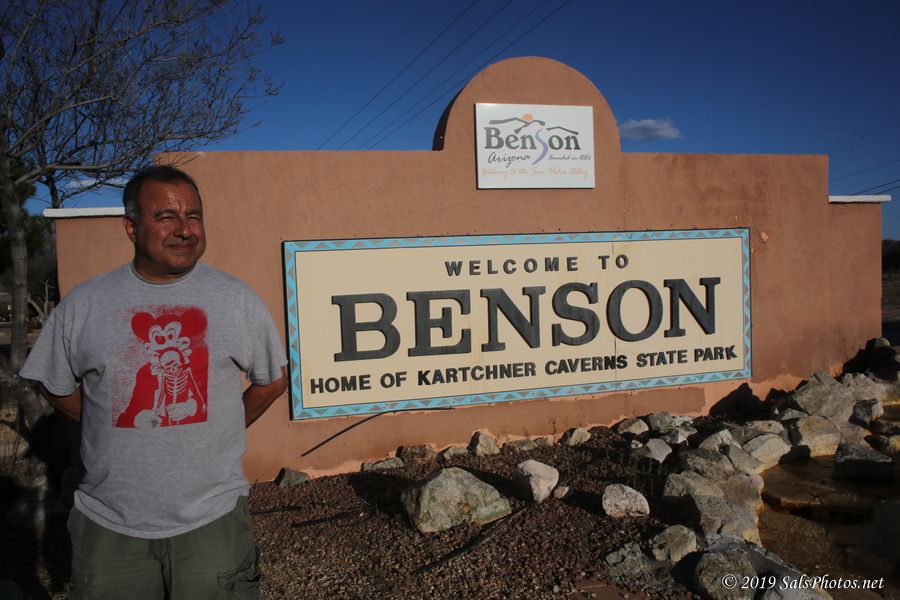 Benson
Arizona founded in 1880
Gateway to the San Pedro Valley
WELCOME TO
BENSON
HOME OF KARTCHNER CAVERNS STATE PARK
© 2019 SalsPhotos.net